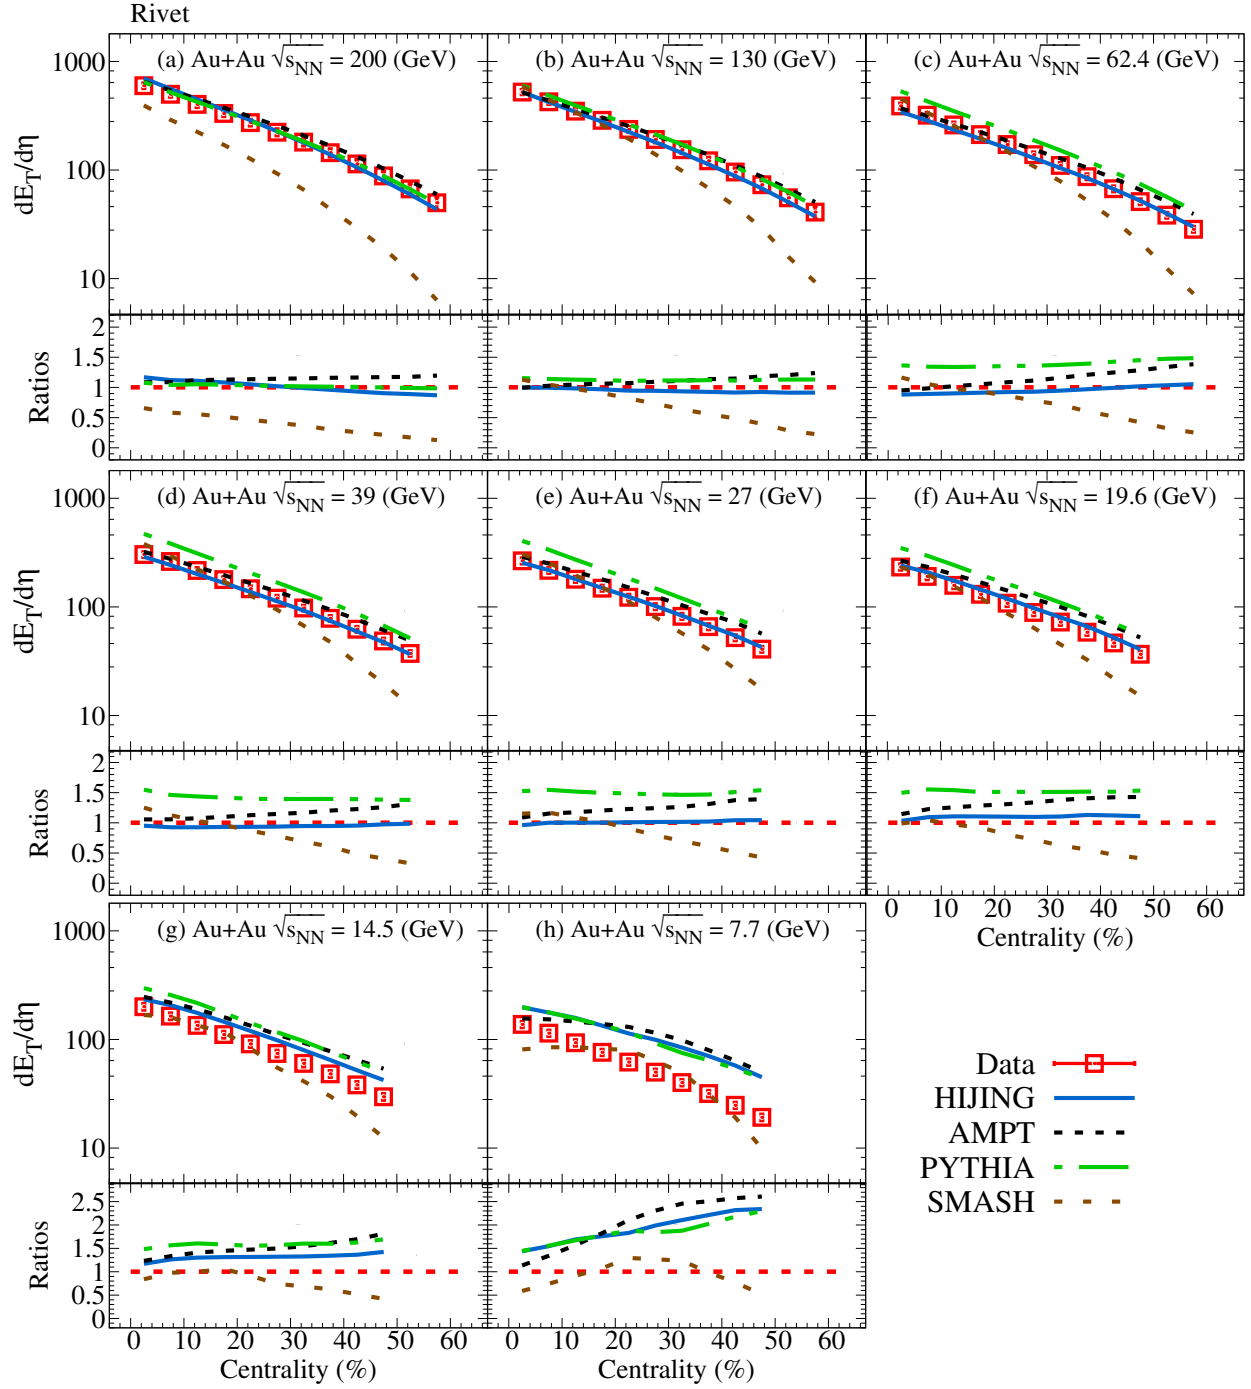 Rivet
(a) Au+Au √sNN = 200 (GeV)
(b) Au+Au √sNN = 130 (GeV)
(c) Au+Au √sNN = 62.4 (GeV)
1000
100
10
dET/dη
2
1.5
1
0.5
0
Ratios
(d) Au+Au √sNN = 39 (GeV)
(e) Au+Au √sNN = 27 (GeV)
(f) Au+Au √sNN = 19.6 (GeV)
1000
100
10
dET/dη
2
1.5
1
0.5
0
Ratios
0 10 20 30 40 50 60
Centrality (%)
(g) Au+Au √sNN = 14.5 (GeV)
(h) Au+Au √sNN = 7.7 (GeV)
1000
100
10
dET/dη
Data
HIJING
AMPT
PYTHIA
SMASH
2.5
2
1.5
1
0.5
0
Ratios
0 10 20 30 40 50 60
0 10 20 30 40 50 60
Centrality (%)
Centrality (%)